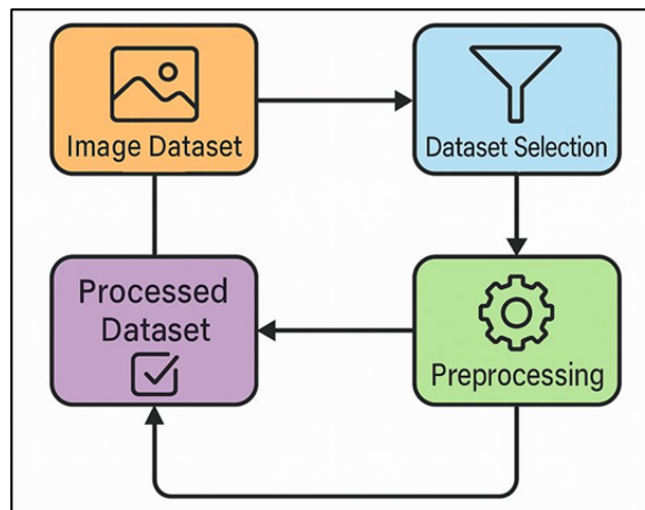 Image Dataset
Dataset Selection
Processed
Dataset
Preprocessing